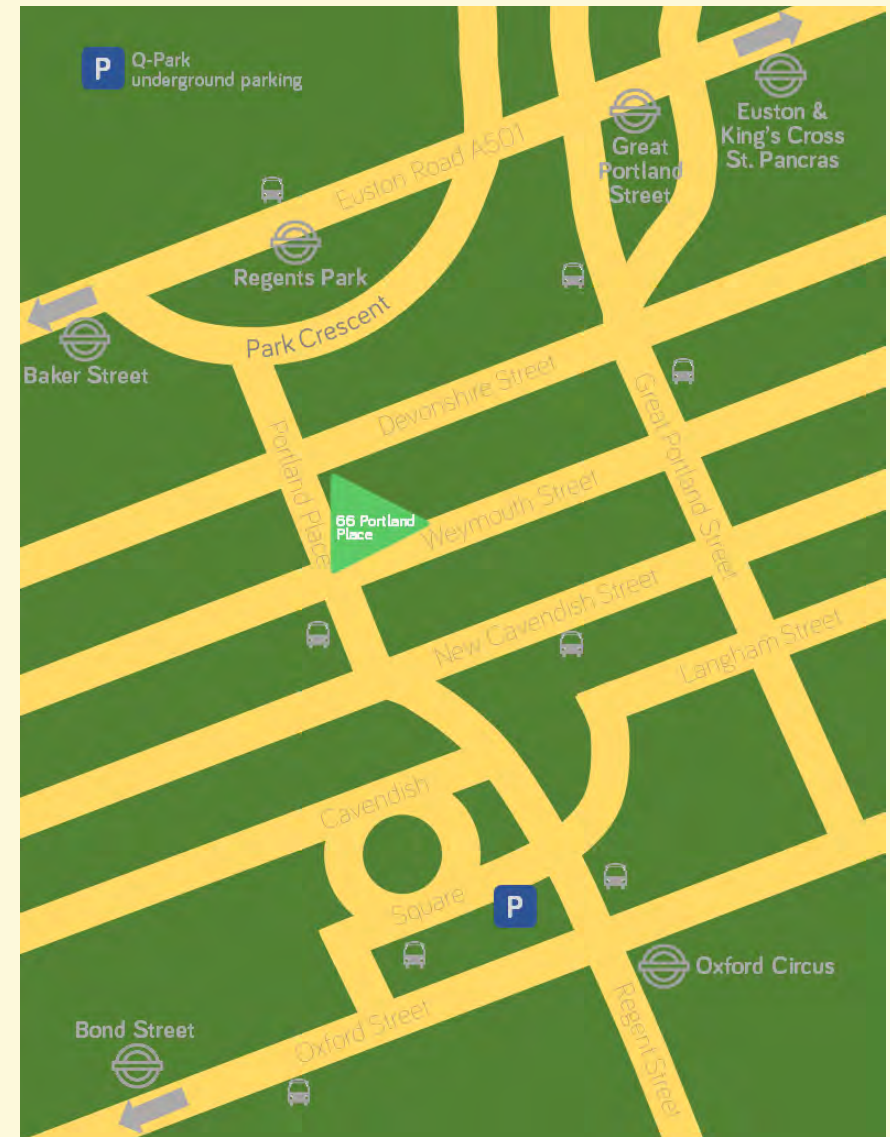 P
Q-Park
underground parking
Euston &
King's Cross
St. Pancras
Great
Portland
Street
Euston Road A501
Regents Park
Park Crescent
Baker Street
Devonshire Street
Great Portland Street
Portland Place
66 Portland
Place
Weymouth Street
New Cavendish Street
Langham Street
Cavendish
Square
P
Oxford Circus
Regent Street
Bond Street
Oxford Street